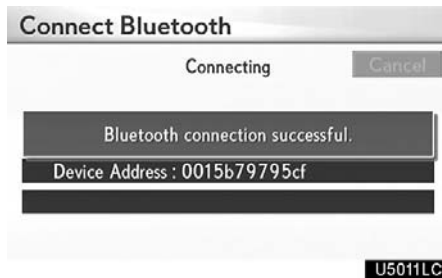 Connect Bluetooth
Connecting
Cancel
Bluetooth connection successful.
Device Address : 0015b79795cf
U5011LC